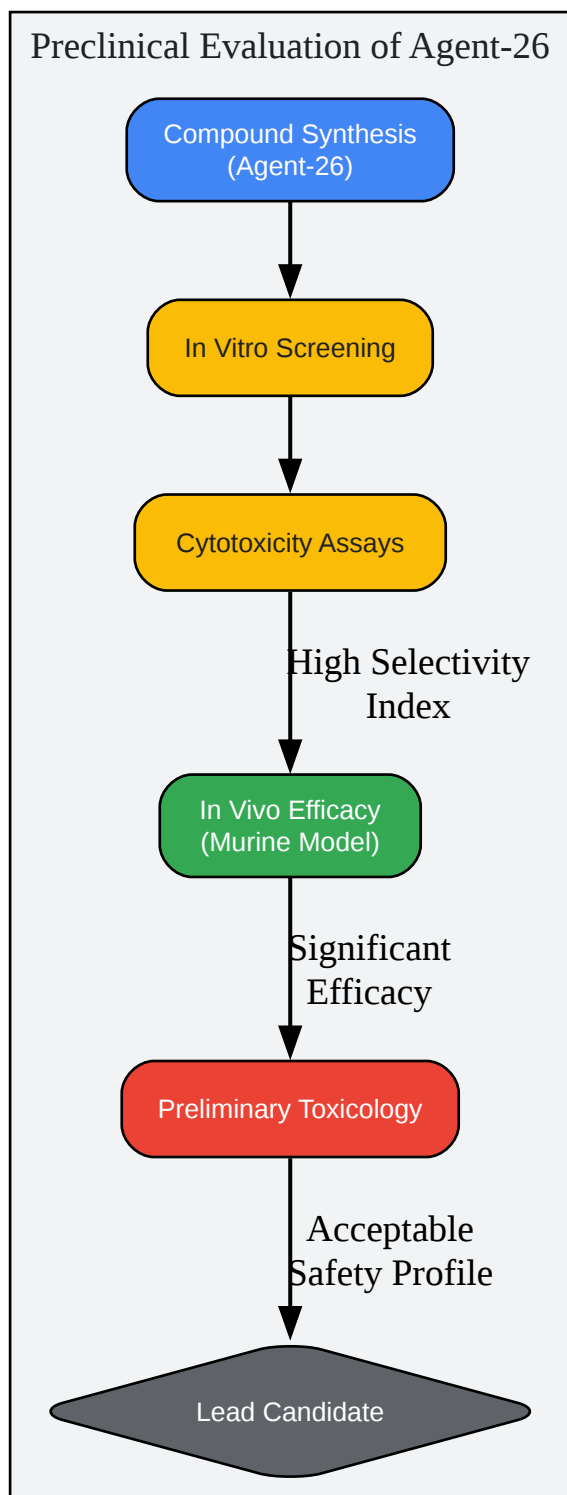 Preclinical Evaluation of Agent-26
Compound Synthesis
(Agent-26)
In Vitro Screening
Cytotoxicity Assays
High Selectivity
Index
In Vivo Efficacy
(Murine Model)
Significant
Efficacy
Preliminary Toxicology
Acceptable
Safety Profile
Lead Candidate